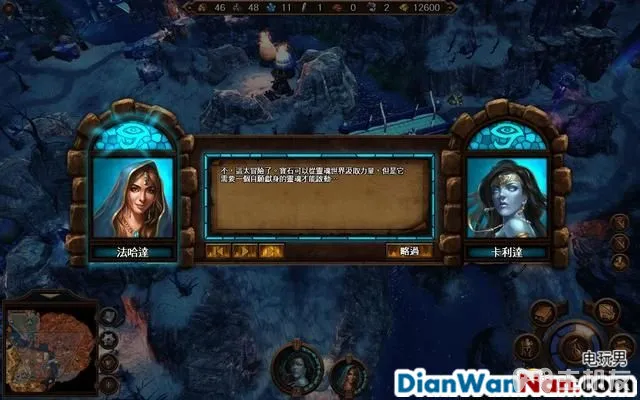 46 48 11 1 0 2 12600
不，這太冒險了。寶石可以從靈魂世界汲取力量，但是它
需要一個自願獻身的靈魂才能啟動。
法哈達
略過
卡利達
电玩男
DianWanNan.com